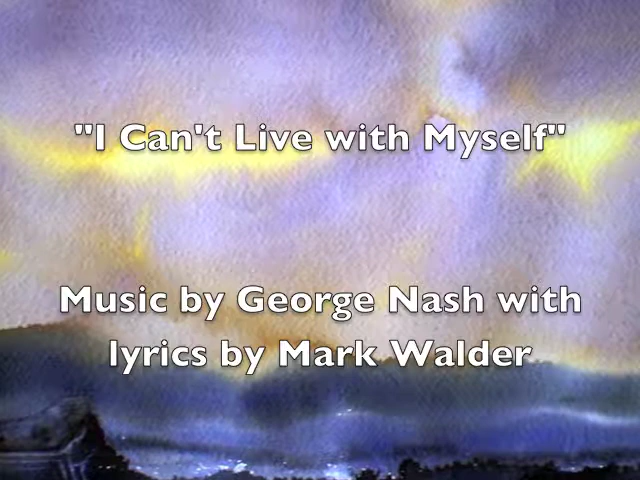 "I Can't Live with Myself"
Music by George Nash with
lyrics by Mark Walder